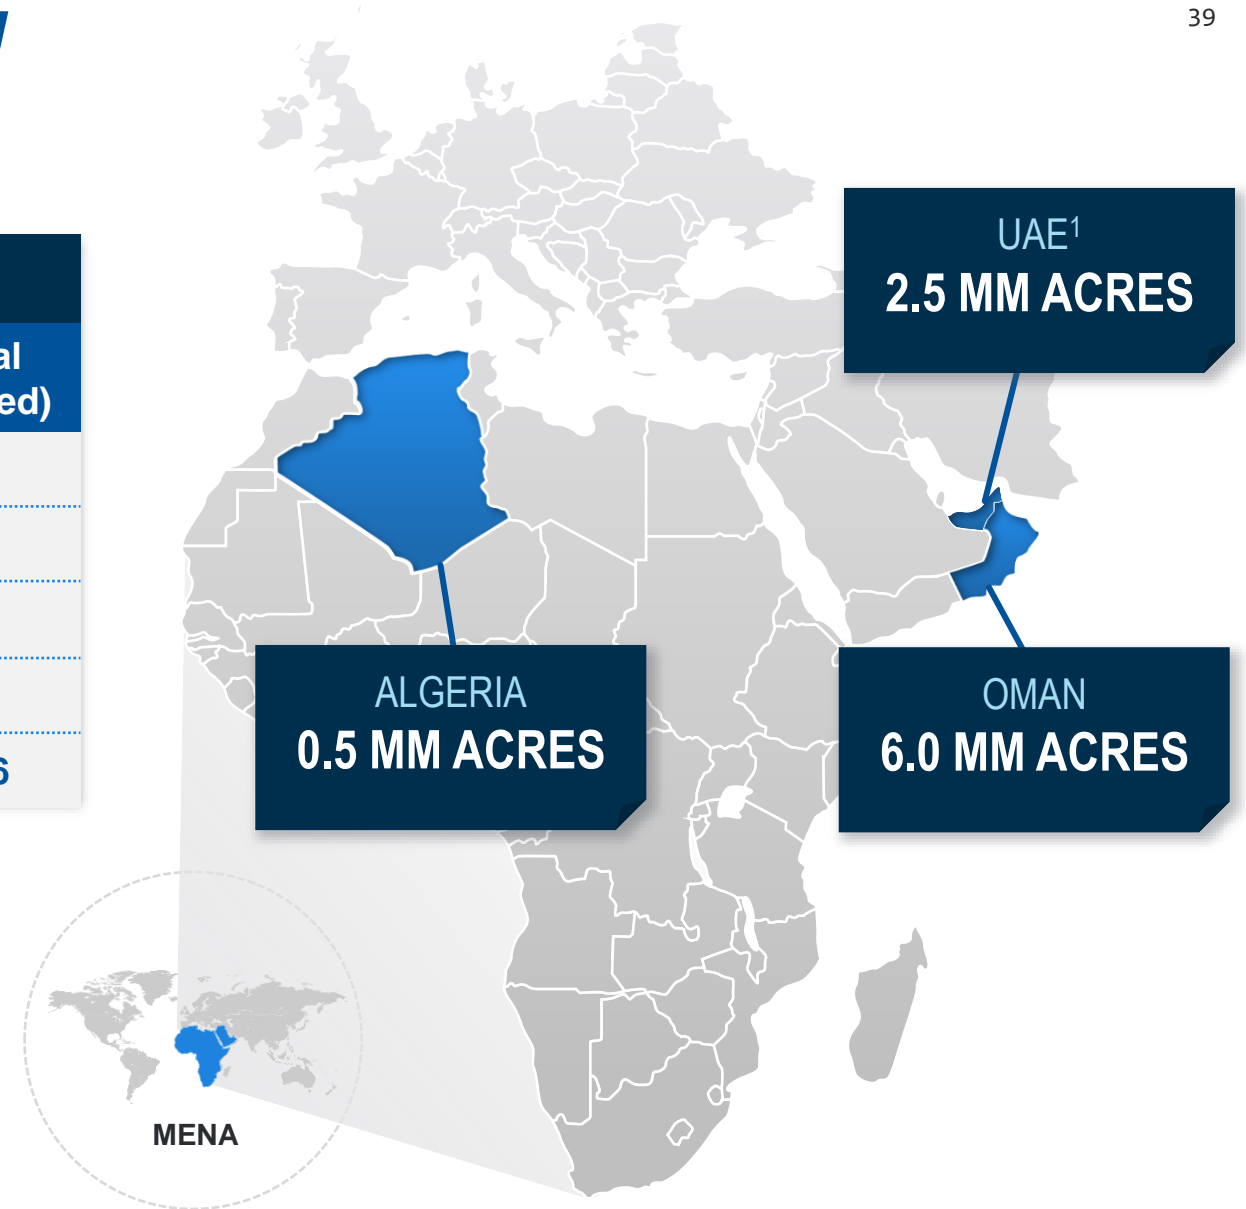 39
UAE¹
2.5 MM ACRES
ALGERIA
0.5 MM ACRES
OMAN
6.0 MM ACRES
MENA